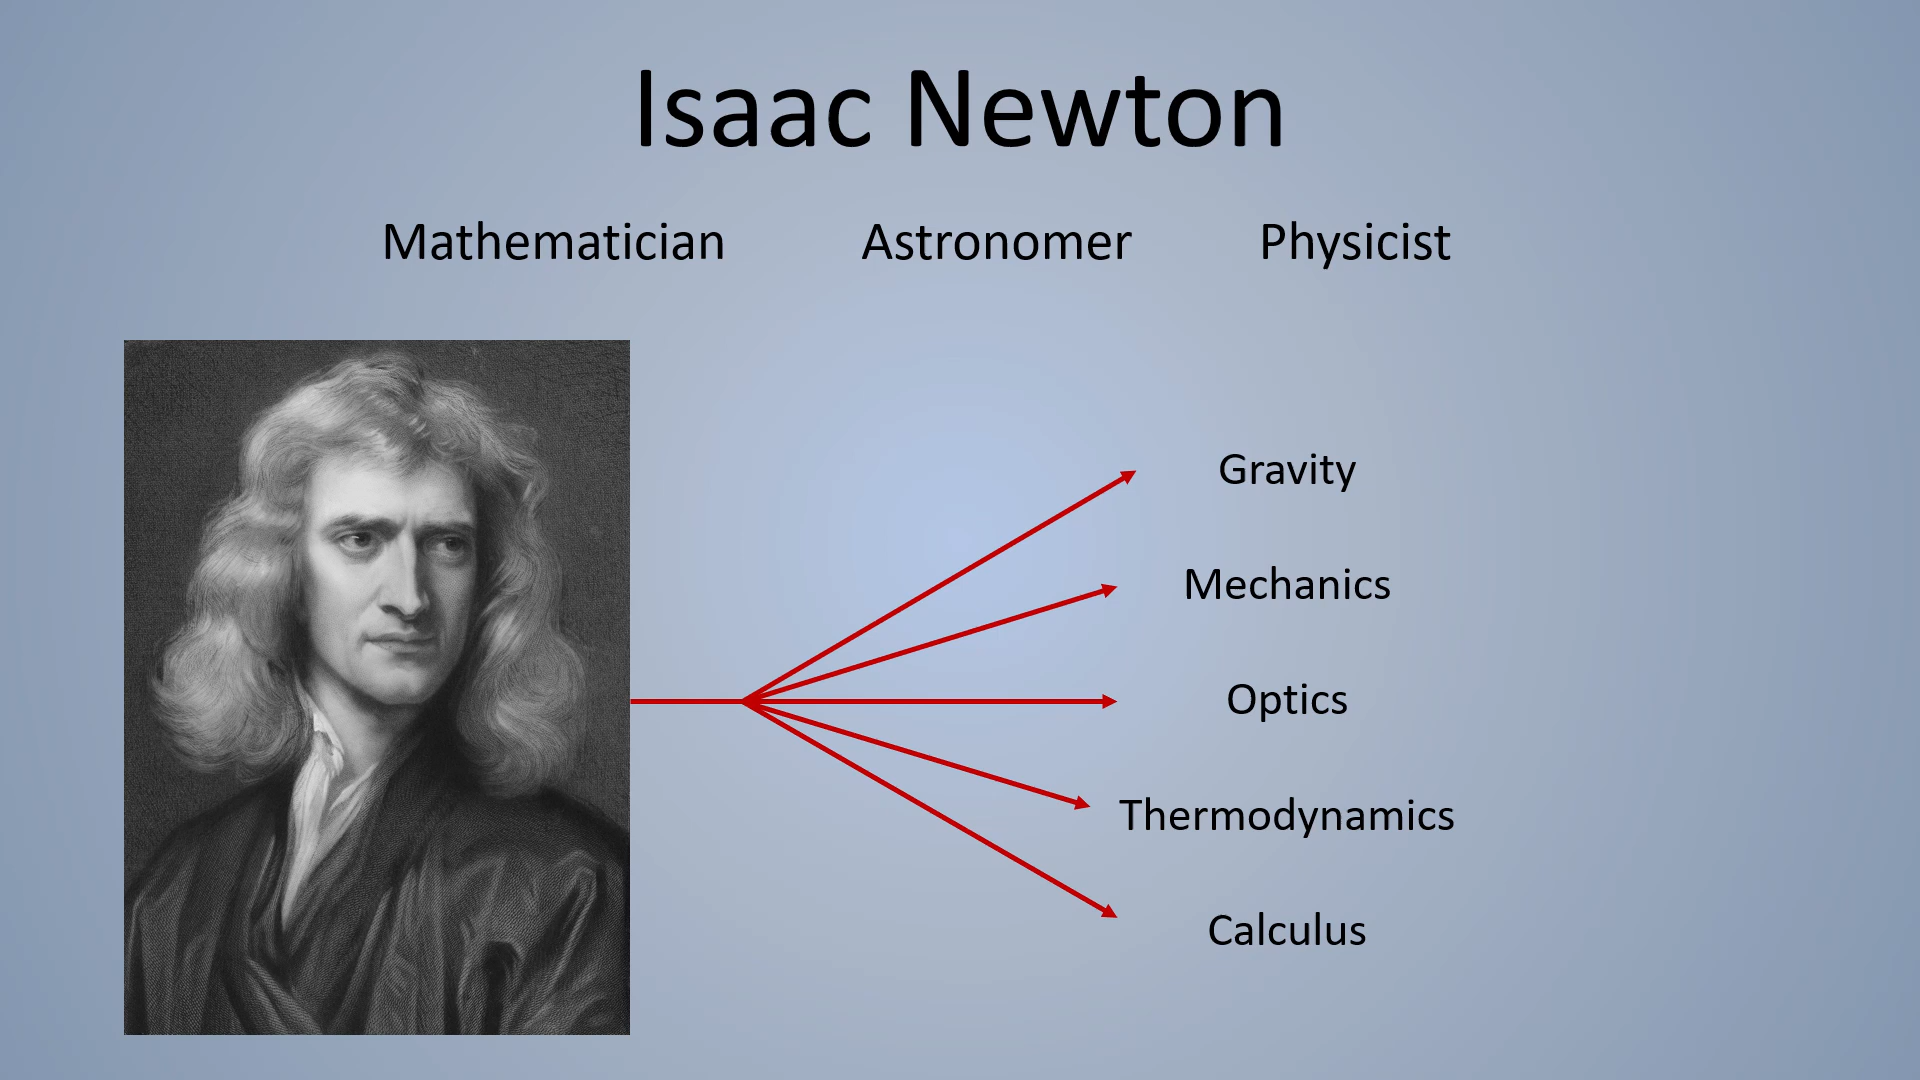 Isaac Newton
Mathematician Astronomer Physicist
Gravity
Mechanics
Optics
Thermodynamics
Calculus